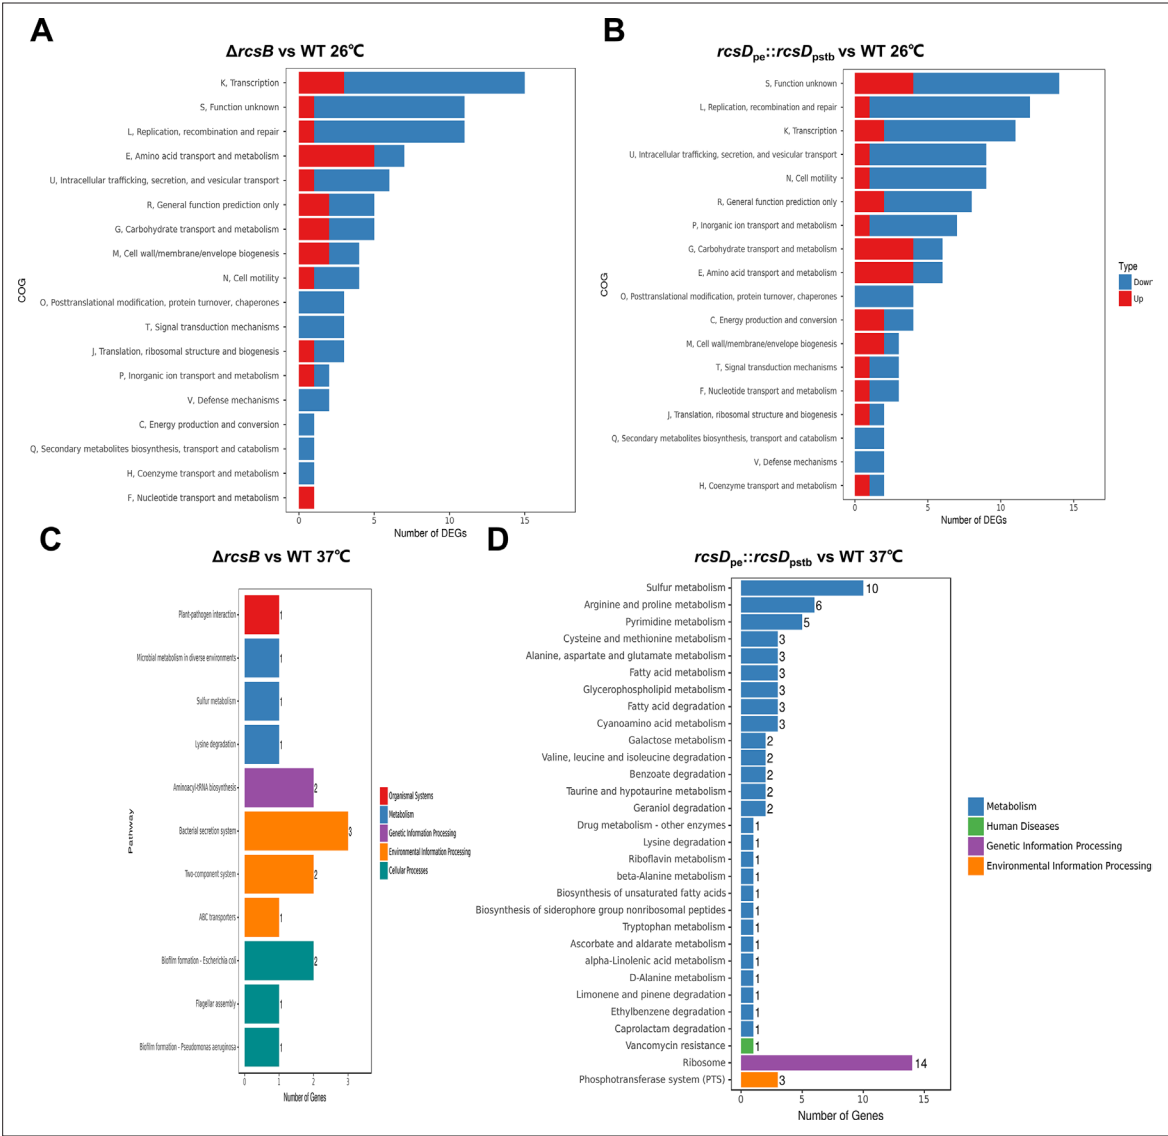 A
ΔrcsB vs WT 26℃
K, Transcription
S, Function unknown
L, Replication, recombination and repair
E, Amino acid transport and metabolism
U, Intracellular trafficking, secretion, and vesicular transport
R, General function prediction only
G, Carbohydrate transport and metabolism
M, Cell wall/membrane/envelope biogenesis
N, Cell motility
O, Posttranslational modification, protein turnover, chaperones
T, Signal transduction mechanisms
J, Translation, ribosomal structure and biogenesis
P, Inorganic ion transport and metabolism
V, Defense mechanisms
C, Energy production and conversion
Q, Secondary metabolites biosynthesis, transport and catabolism
H, Coenzyme transport and metabolism
F, Nucleotide transport and metabolism
COG
0 5 10 15
Number of DEGs
B
rcsDpe::rcsDpstb vs WT 26℃
S, Function unknown
L, Replication, recombination and repair
K, Transcription
U, Intracellular trafficking, secretion, and vesicular transport
N, Cell motility
R, General function prediction only
P, Inorganic ion transport and metabolism
G, Carbohydrate transport and metabolism
E, Amino acid transport and metabolism
O, Posttranslational modification, protein turnover, chaperones
C, Energy production and conversion
M, Cell wall/membrane/envelope biogenesis
T, Signal transduction mechanisms
F, Nucleotide transport and metabolism
J, Translation, ribosomal structure and biogenesis
Q, Secondary metabolites biosynthesis, transport and catabolism
V, Defense mechanisms
H, Coenzyme transport and metabolism
COG
0 5 10 15
Number of DEGs
Type
Down
Up
C
ΔrcsB vs WT 37℃
Plant-pathogen interaction 1
Microbial metabolism in diverse environments 1
Sulfur metabolism 1
Lysine degradation 1
Aminoacyl-tRNA biosynthesis 2
Bacterial secretion system 3
Two-component system 2
ABC transporters 1
Biofilm formation - Escherichia coli 2
Flagellar assembly 1
Biofilm formation - Pseudomonas aeruginosa 1
Pathway
0 1 2 3
Number of Genes
Organismal Systems
Metabolism
Genetic Information Processing
Environmental Information Processing
Cellular Processes
D
rcsDpe::rcsDpstb vs WT 37℃
Sulfur metabolism 10
Arginine and proline metabolism 6
Pyrimidine metabolism 5
Cysteine and methionine metabolism 3
Alanine, aspartate and glutamate metabolism 3
Fatty acid metabolism 3
Glycerophospholipid metabolism 3
Fatty acid degradation 3
Cyanoamino acid metabolism 3
Galactose metabolism 2
Valine, leucine and isoleucine degradation 2
Benzoate degradation 2
Taurine and hypotaurine metabolism 2
Geraniol degradation 2
Drug metabolism - other enzymes 1
Lysine degradation 1
Riboflavin metabolism 1
beta-Alanine metabolism 1
Biosynthesis of unsaturated fatty acids 1
Biosynthesis of siderophore group nonribosomal peptides 1
Tryptophan metabolism 1
Ascorbate and aldarate metabolism 1
alpha-Linolenic acid metabolism 1
D-Alanine metabolism 1
Limonene and pinene degradation 1
Ethylbenzene degradation 1
Caprolactam degradation 1
Vancomycin resistance 1
Ribosome 14
Phosphotransferase system (PTS) 3
0 5 10 15
Number of Genes
Metabolism
Human Diseases
Genetic Information Processing
Environmental Information Processing